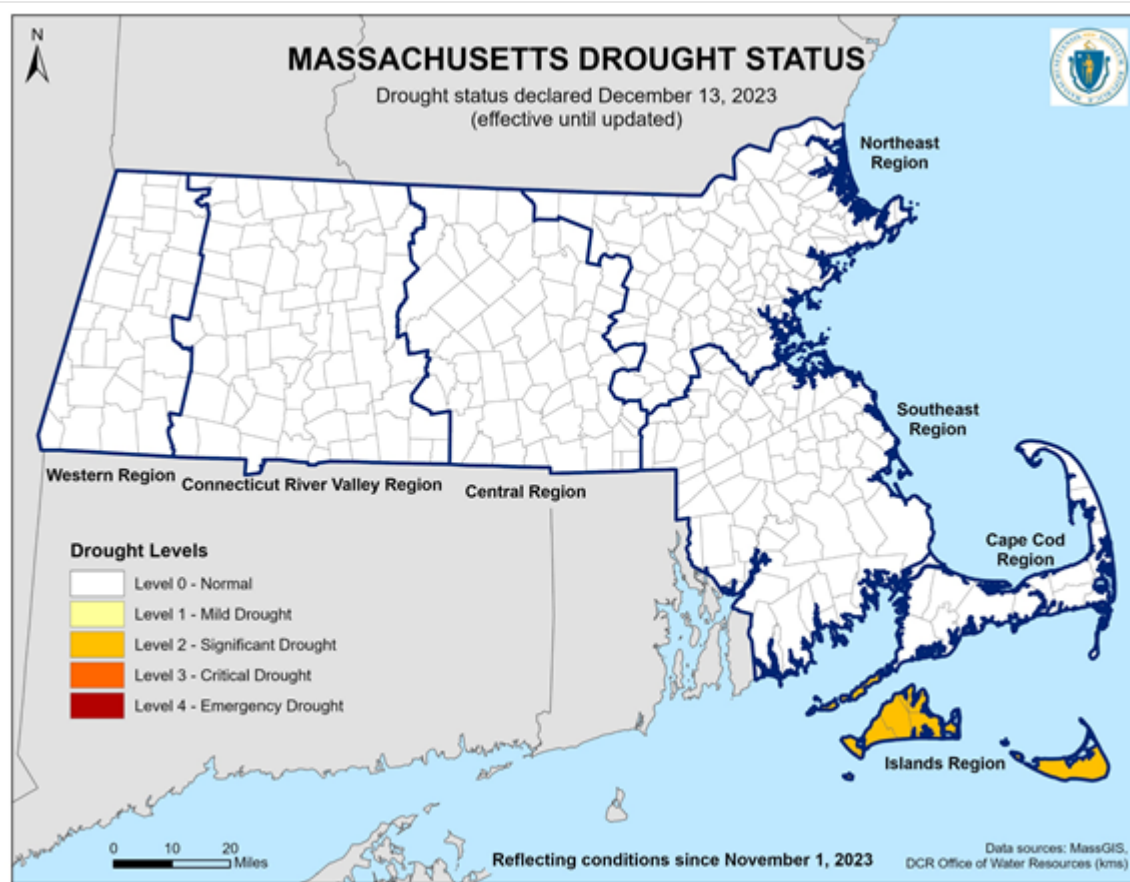 N
MASSACHUSETTS DROUGHT STATUS
Drought status declared December 13, 2023
(effective until updated)
Northeast
Region
Southeast
Region
Cape Cod
Region
Western Region
Connecticut River Valley Region
Central Region
Drought Levels
Level 0 - Normal
Level 1 - Mild Drought
Level 2 - Significant Drought
Level 3 - Critical Drought
Level 4 - Emergency Drought
Islands Region
0 10 20
Miles
Reflecting conditions since November 1, 2023
Data sources: MassGIS,
DCR Office of Water Resources (kms)